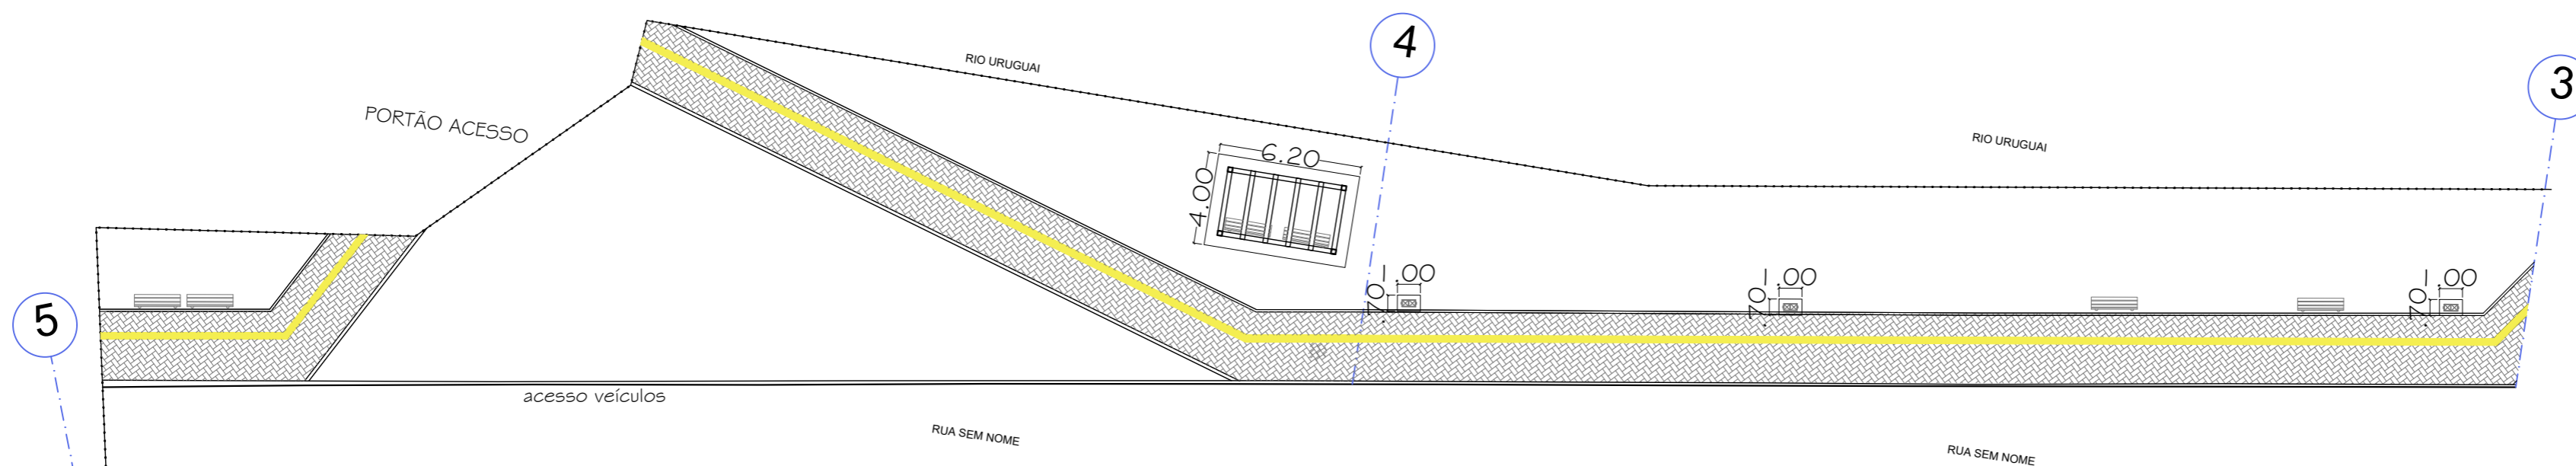 4
3
RIO URUGUAI
PORTÃO ACESSO
RIO URUGUAI
6.20
4.00
1.00
.70
1.00
.70
1.00
.70
5
acesso veículos
RUA SEM NOME
RUA SEM NOME